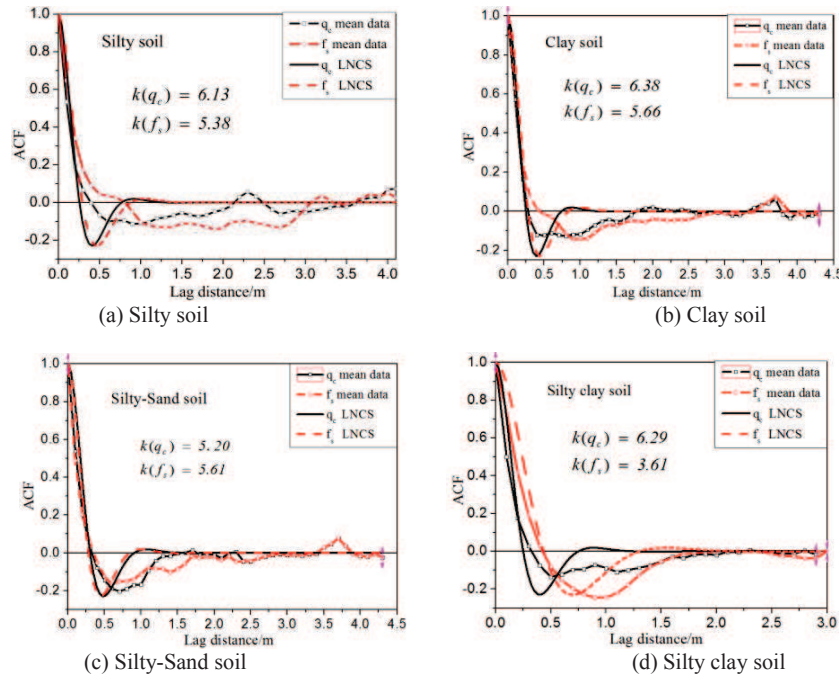 Silty soil
q_c mean data
f_s mean data
q_c LNCS
f_s LNCS
k(q_c) = 6.13
k(f_s) = 5.38
ACF
1.0
0.8
0.6
0.4
0.2
0.0
-0.2
0.0 0.5 1.0 1.5 2.0 2.5 3.0 3.5 4.0
Lag distance/m
(a) Silty soil
Clay soil
q_c mean data
f_s mean data
q_c LNCS
f_s LNCS
k(q_c) = 6.38
k(f_s) = 5.66
ACF
1.0
0.8
0.6
0.4
0.2
0.0
-0.2
0.0 0.5 1.0 1.5 2.0 2.5 3.0 3.5 4.0 4.5
Lag distance/m
(b) Clay soil
Silty-Sand soil
q_c mean data
f_s mean data
q_c LNCS
f_s LNCS
k(q_c) = 5.20
k(f_s) = 5.61
ACF
1.0
0.8
0.6
0.4
0.2
0.0
-0.2
0.0 0.5 1.0 1.5 2.0 2.5 3.0 3.5 4.0 4.5
Lag distance/m
(c) Silty-Sand soil
Silty clay soil
q_c mean data
f_s mean data
q_c LNCS
f_s LNCS
k(q_c) = 6.29
k(f_s) = 3.61
ACF
1.0
0.8
0.6
0.4
0.2
0.0
-0.2
0.0 0.5 1.0 1.5 2.0 2.5 3.0
Lag distance/m
(d) Silty clay soil